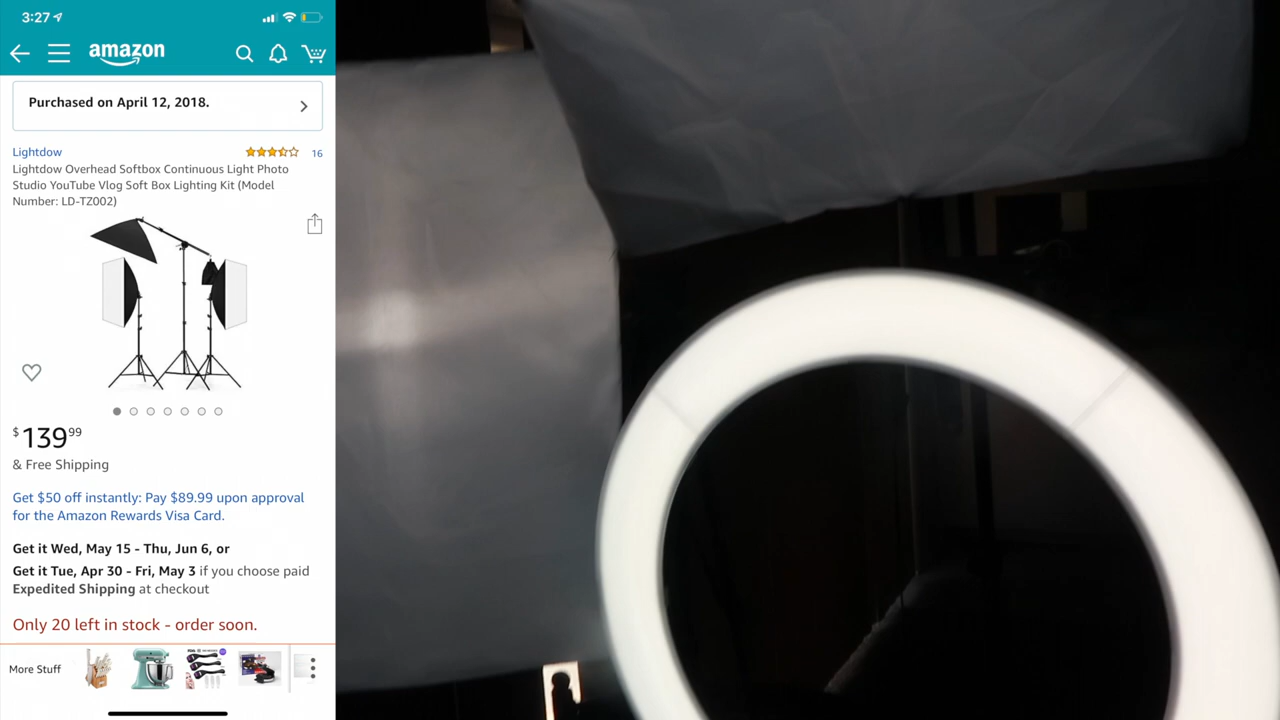 3:27
amazon
Purchased on April 12, 2018.
Lightdow
16
Lightdow Overhead Softbox Continuous Light Photo
Studio YouTube Vlog Soft Box Lighting Kit (Model
Number: LD-TZ002)
$139.99
& Free Shipping
Get $50 off instantly: Pay $89.99 upon approval
for the Amazon Rewards Visa Card.
Get it Wed, May 15 - Thu, Jun 6, or
Get it Tue, Apr 30 - Fri, May 3 if you choose paid
Expedited Shipping at checkout
Only 20 left in stock - order soon.
More Stuff